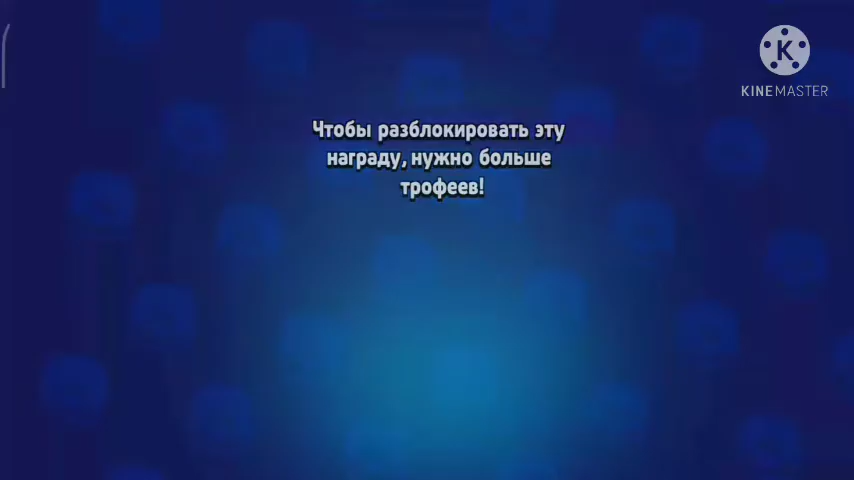 Чтобы разблокировать эту
награду, нужно больше
трофеев!
KINEMASTER